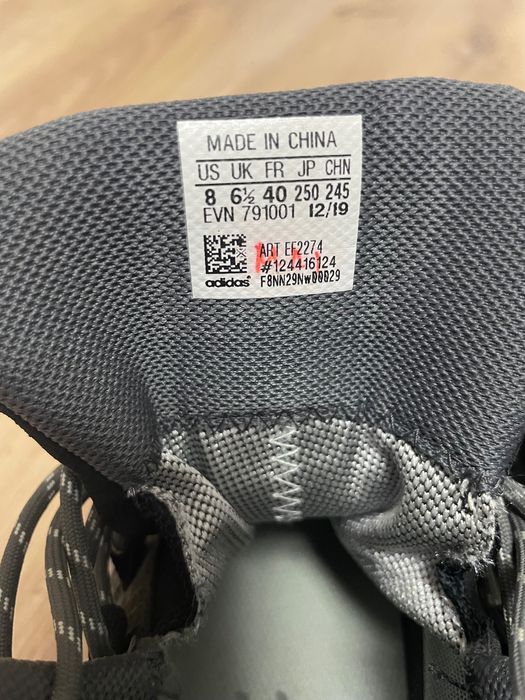 MADE IN CHINA
US UK FR JP CHN
8 6½ 40 250 245
EVN 791001 12/19
ART EF2274
#124416124
adidas F8NN29NW00029